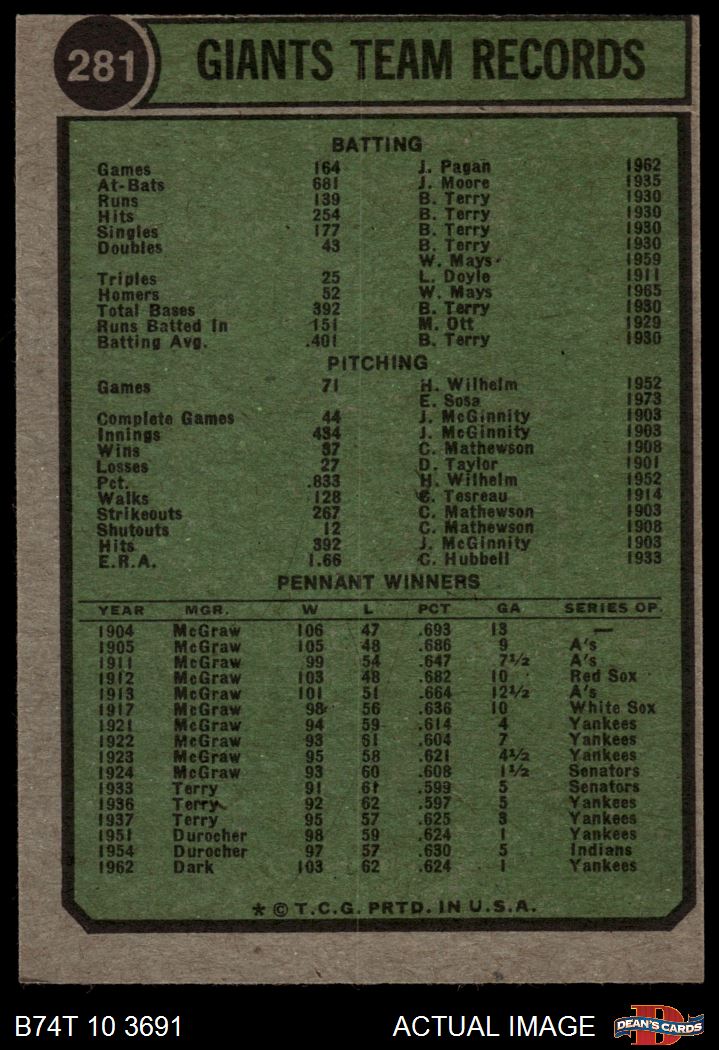 281 GIANTS TEAM RECORDS
BATTING
Games 164 J. Pagan 1962
At-Bats 681 J. Moore 1935
Runs 139 B. Terry 1930
Hits 254 B. Terry 1930
Singles 177 B. Terry 1930
Doubles 43 B. Terry 1930
W. Mays 1959
Triples 25 L. Doyle 1911
Homers 52 W. Mays 1965
Total Bases 392 B. Terry 1930
Runs Batted In 151 M. Ott 1929
Batting Avg. .401 B. Terry 1930
PITCHING
Games 71 H. Wilhelm 1952
E. Sosa 1973
Complete Games 44 J. McGinnity 1903
Innings 434 J. McGinnity 1903
Wins 37 C. Mathewson 1908
Losses 27 D. Taylor 1901
Pct. .833 H. Wilhelm 1952
Walks 128 C. Tesreau 1914
Strikeouts 267 C. Mathewson 1903
Shutouts 12 C. Mathewson 1908
Hits 392 J. McGinnity 1903
E.R.A. 1.66 C. Hubbell 1933
PENNANT WINNERS
YEAR MGR. W L PCT GA SERIES OP.
1904 McGraw 106 47 .693 13 —
1905 McGraw 105 48 .686 9 A's
1911 McGraw 99 54 .647 7½ A's
1912 McGraw 103 48 .682 10 Red Sox
1913 McGraw 101 51 .664 12½ A's
1917 McGraw 98 56 .636 10 White Sox
1921 McGraw 94 59 .614 4 Yankees
1922 McGraw 93 61 .604 7 Yankees
1923 McGraw 95 58 .621 4½ Yankees
1924 McGraw 93 60 .608 1½ Senators
1933 Terry 91 61 .599 5 Senators
1936 Terry 92 62 .597 5 Yankees
1937 Terry 95 57 .625 3 Yankees
1951 Durocher 98 59 .624 1 Yankees
1954 Durocher 97 57 .630 5 Indians
1962 Dark 103 62 .624 1 Yankees
* © T.C.G. PRTD. IN U.S.A.
B74T 10 3691 ACTUAL IMAGE D DEAN'S CARDS